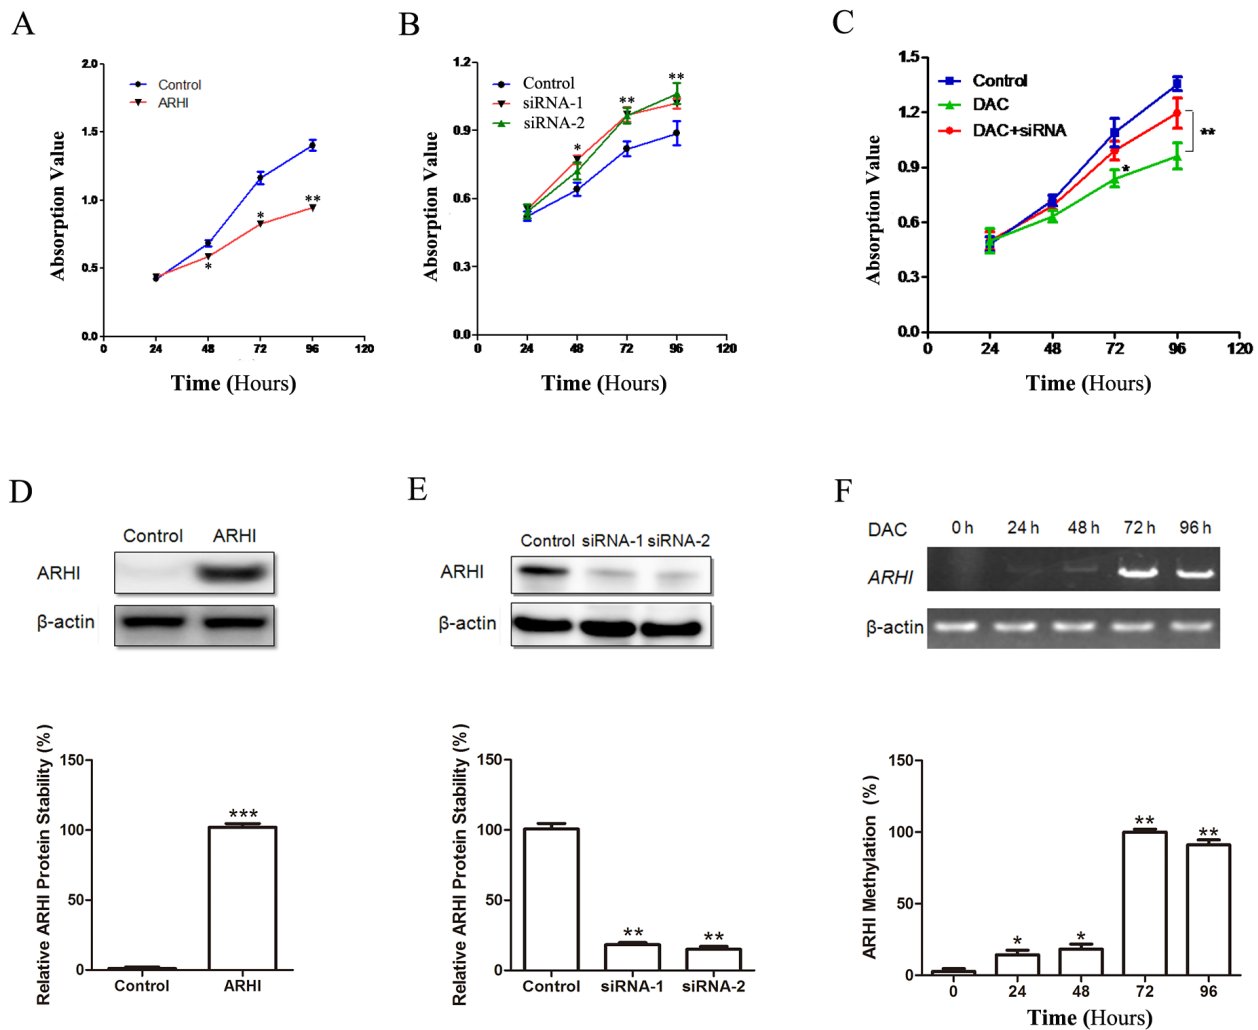 A
2.0
1.5
1.0
0.5
0.0
Absorption Value
Control
ARHI
*
*
**
0 24 48 72 96 120
Time (Hours)
B
1.2
0.9
0.6
0.3
0.0
Absorption Value
Control
siRNA-1
siRNA-2
*
**
**
0 24 48 72 96 120
Time (Hours)
C
1.5
1.2
0.9
0.6
0.3
0.0
Absorption Value
Control
DAC
DAC+siRNA
*
**
0 24 48 72 96 120
Time (Hours)
D
Control ARHI
ARHI
β-actin
Relative ARHI Protein Stability (%)
150
100
50
0
***
Control ARHI
E
Control siRNA-1 siRNA-2
ARHI
β-actin
Relative ARHI Protein Stability (%)
150
100
50
0
**
**
Control siRNA-1 siRNA-2
F
DAC 0 h 24 h 48 h 72 h 96 h
ARHI
β-actin
ARHI Methylation (%)
150
100
50
0
*
*
**
**
0 24 48 72 96
Time (Hours)